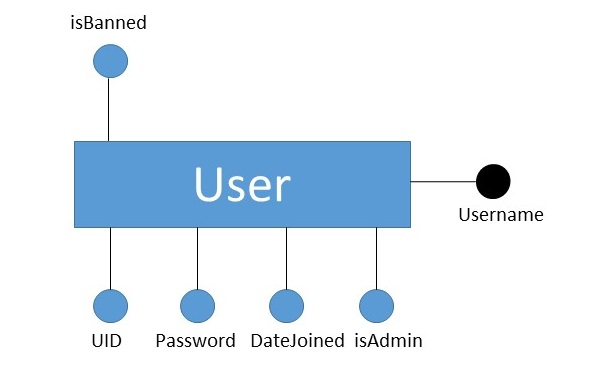 isBanned
User
Username
UID
Password
DateJoined
isAdmin